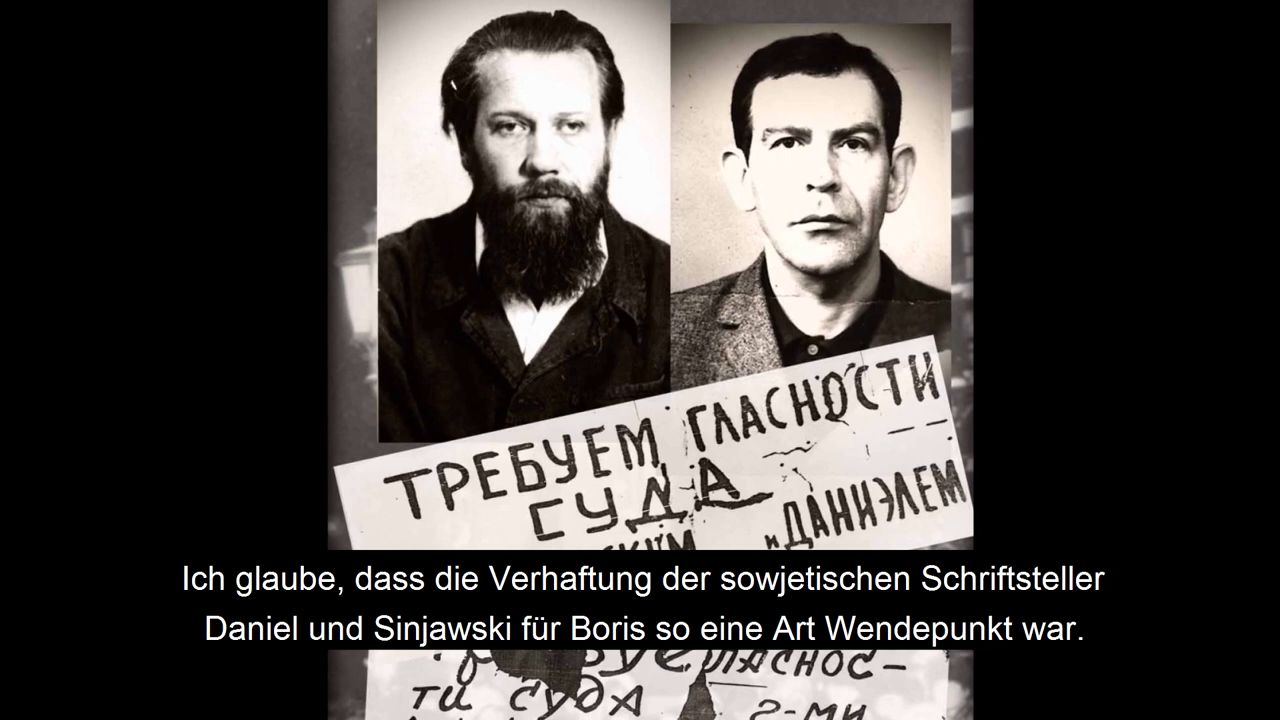 ТРЕБУЕМ ГЛАСНОСТИ
СУДА
и ДАНИЭЛЕМ
Ich glaube, dass die Verhaftung der sowjetischen Schriftsteller
Daniel und Sinjawski für Boris so eine Art Wendepunkt war.
ти суда